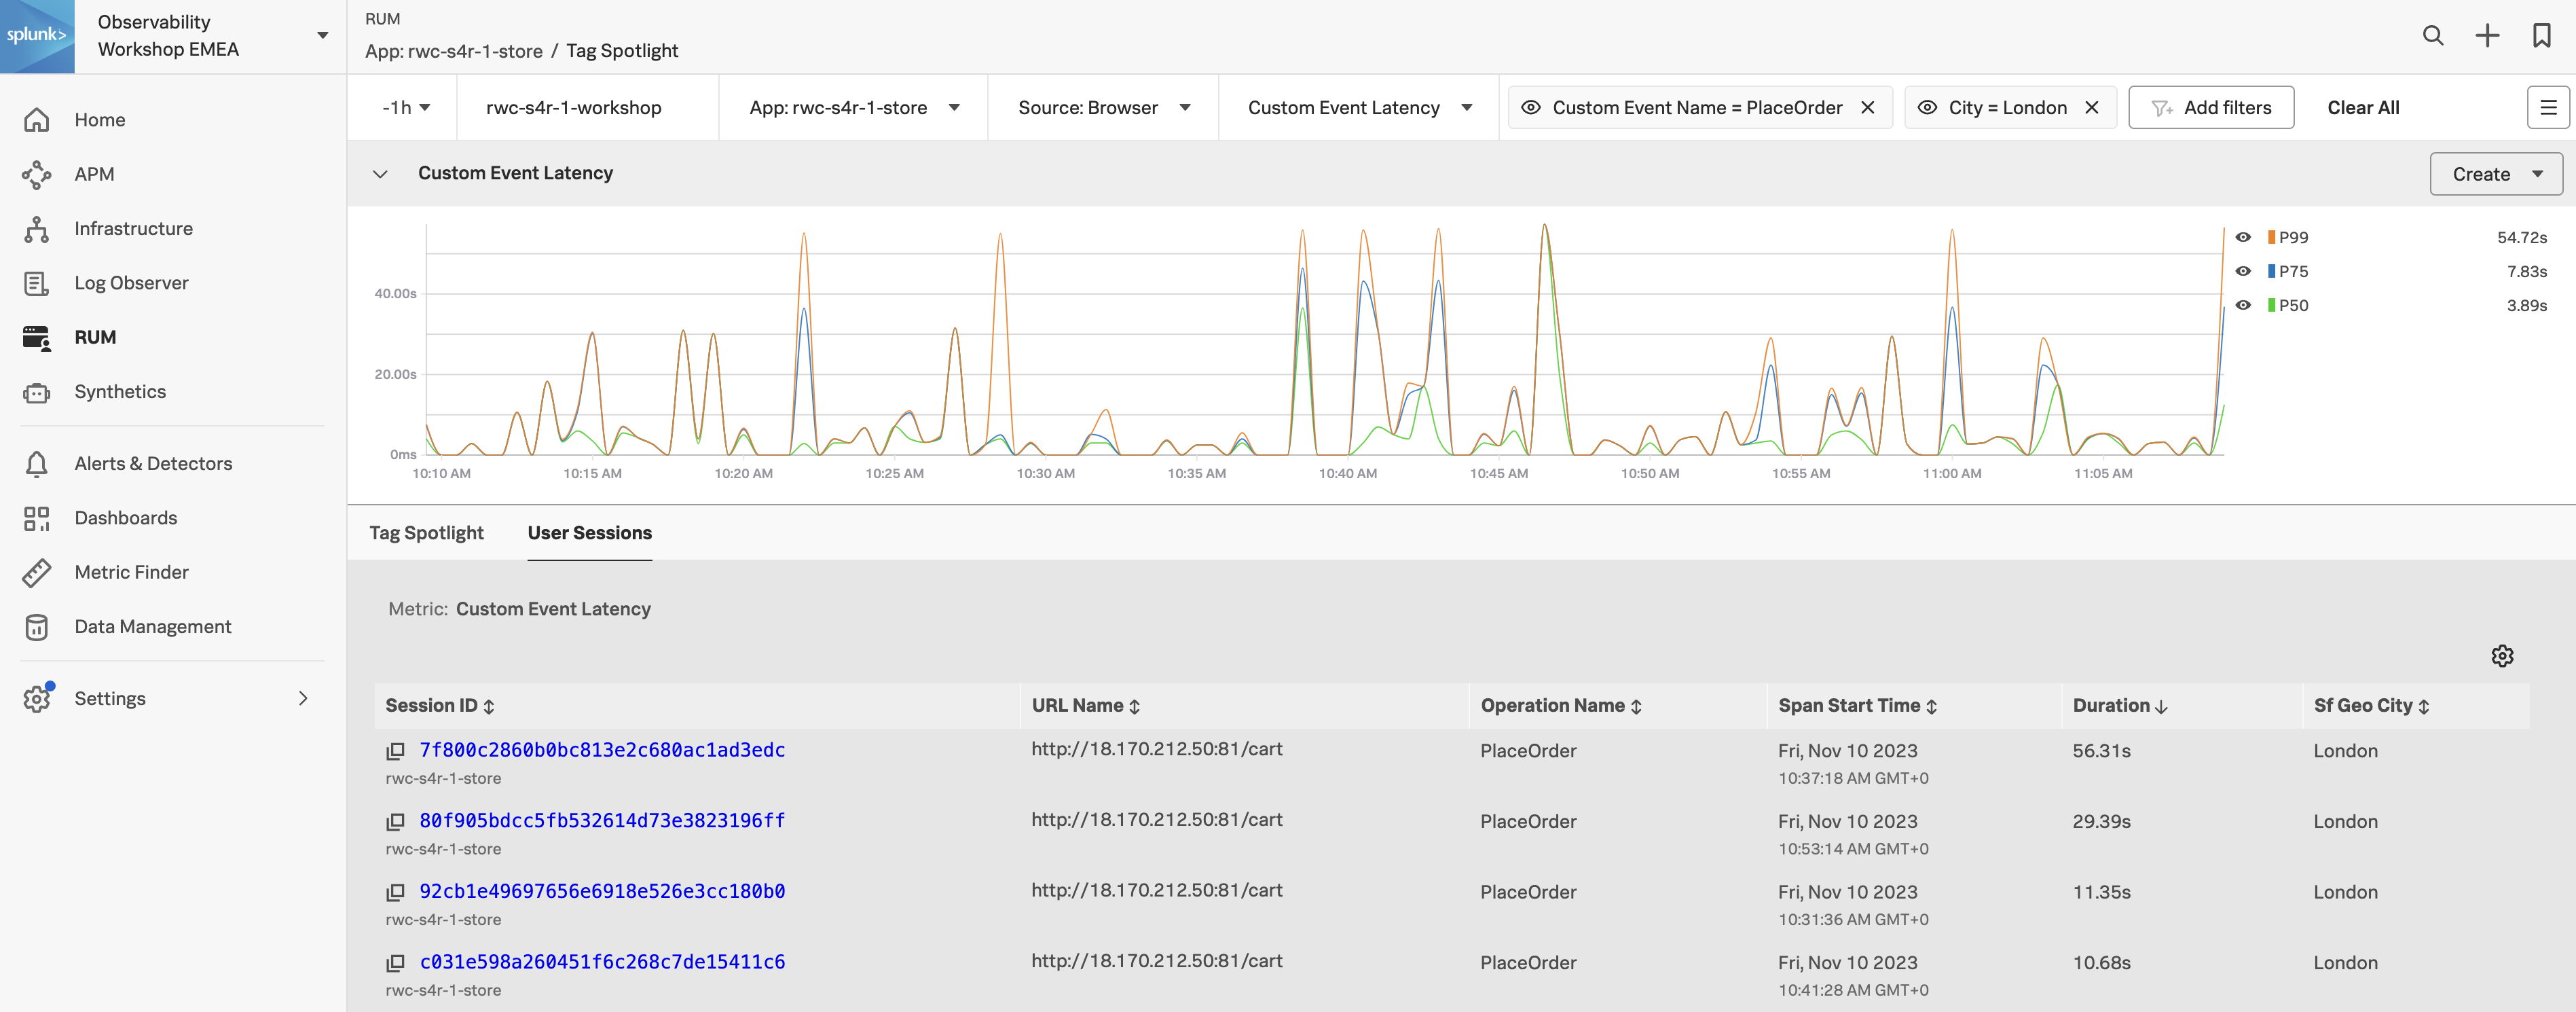 splunk>
Observability
Workshop EMEA
RUM
App: rwc-s4r-1-store / Tag Spotlight
Home
APM
Infrastructure
Log Observer
RUM
Synthetics
Alerts & Detectors
Dashboards
Metric Finder
Data Management
Settings
-1h
rwc-s4r-1-workshop
App: rwc-s4r-1-store
Source: Browser
Custom Event Latency
Custom Event Name = PlaceOrder
City = London
Add filters
Clear All
Custom Event Latency
Create
40.00s
20.00s
0ms
10:10 AM 10:15 AM 10:20 AM 10:25 AM 10:30 AM 10:35 AM 10:40 AM 10:45 AM 10:50 AM 10:55 AM 11:00 AM 11:05 AM
P99 54.72s
P75 7.83s
P50 3.89s
Tag Spotlight User Sessions
Metric: Custom Event Latency
Session ID URL Name Operation Name Span Start Time Duration Sf Geo City
7f800c2860b0bc813e2c680ac1ad3edc http://18.170.212.50:81/cart PlaceOrder Fri, Nov 10 2023 56.31s London
rwc-s4r-1-store 10:37:18 AM GMT+0
80f905bdcc5fb532614d73e3823196ff http://18.170.212.50:81/cart PlaceOrder Fri, Nov 10 2023 29.39s London
rwc-s4r-1-store 10:53:14 AM GMT+0
92cb1e49697656e6918e526e3cc180b0 http://18.170.212.50:81/cart PlaceOrder Fri, Nov 10 2023 11.35s London
rwc-s4r-1-store 10:31:36 AM GMT+0
c031e598a260451f6c268c7de15411c6 http://18.170.212.50:81/cart PlaceOrder Fri, Nov 10 2023 10.68s London
rwc-s4r-1-store 10:41:28 AM GMT+0